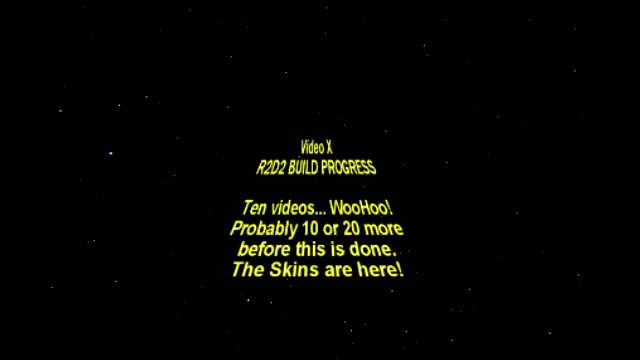 Video X
R2D2 BUILD PROGRESS
Ten videos... WooHoo!
Probably 10 or 20 more
before this is done.
The Skins are here!